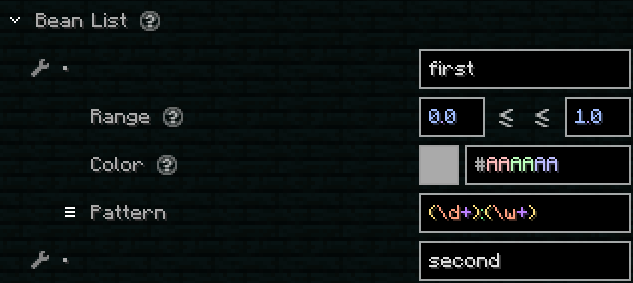 Bean List ?
first
Range ? 0.0 ≤ ≤ 1.0
Color ? #AAAAAA
Pattern (\d+):(\w+)
second